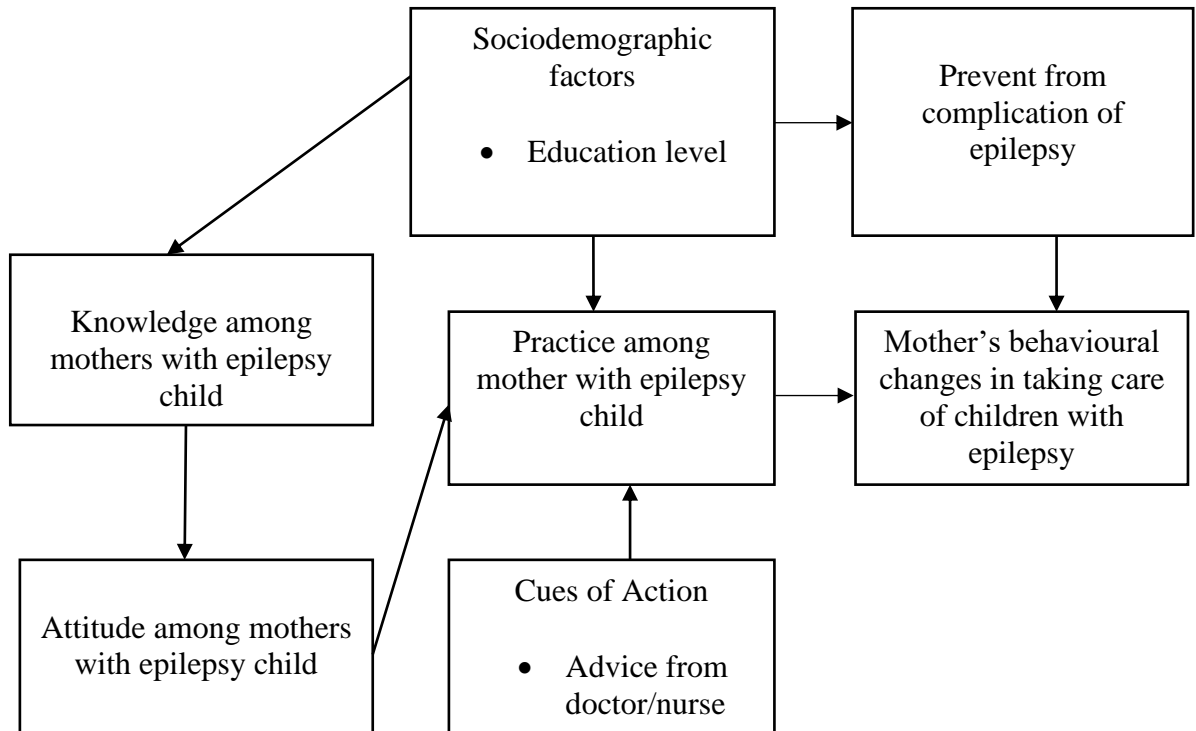 Sociodemographic
factors
• Education level
Prevent from
complication of
epilepsy
Knowledge among
mothers with epilepsy
child
Practice among
mother with epilepsy
child
Mother’s behavioural
changes in taking care
of children with
epilepsy
Attitude among mothers
with epilepsy child
Cues of Action
• Advice from
doctor/nurse